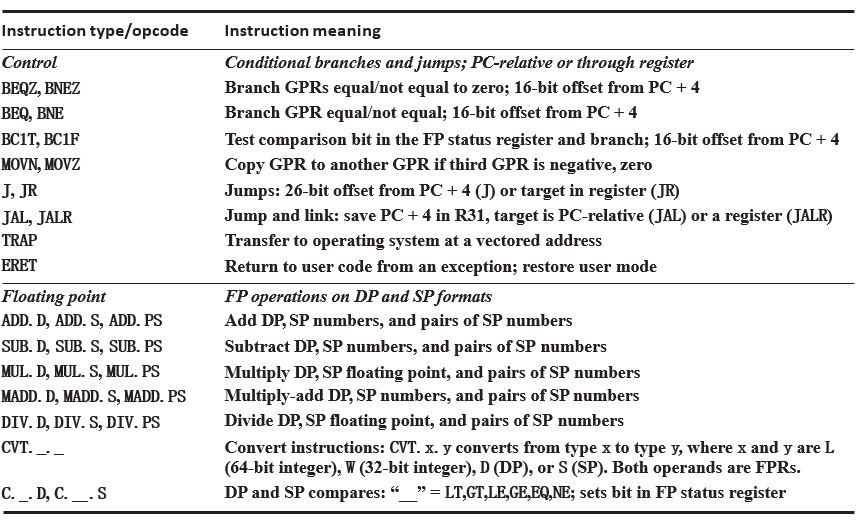 Instruction type/opcode Instruction meaning
Control Conditional branches and jumps; PC-relative or through register
BEQZ, BNEZ Branch GPRs equal/not equal to zero; 16-bit offset from PC + 4
BEQ, BNE Branch GPR equal/not equal; 16-bit offset from PC + 4
BC1T, BC1F Test comparison bit in the FP status register and branch; 16-bit offset from PC + 4
MOVN, MOVZ Copy GPR to another GPR if third GPR is negative, zero
J, JR Jumps: 26-bit offset from PC + 4 (J) or target in register (JR)
JAL, JALR Jump and link: save PC + 4 in R31, target is PC-relative (JAL) or a register (JALR)
TRAP Transfer to operating system at a vectored address
ERET Return to user code from an exception; restore user mode
Floating point FP operations on DP and SP formats
ADD. D, ADD. S, ADD. PS Add DP, SP numbers, and pairs of SP numbers
SUB. D, SUB. S, SUB. PS Subtract DP, SP numbers, and pairs of SP numbers
MUL. D, MUL. S, MUL. PS Multiply DP, SP floating point, and pairs of SP numbers
MADD. D, MADD. S, MADD. PS Multiply-add DP, SP numbers, and pairs of SP numbers
DIV. D, DIV. S, DIV. PS Divide DP, SP floating point, and pairs of SP numbers
CVT. _. _ Convert instructions: CVT. x. y converts from type x to type y, where x and y are L
(64-bit integer), W (32-bit integer), D (DP), or S (SP). Both operands are FPRs.
C. _. D, C. __. S DP and SP compares: “__” = LT,GT,LE,GE,EQ,NE; sets bit in FP status register